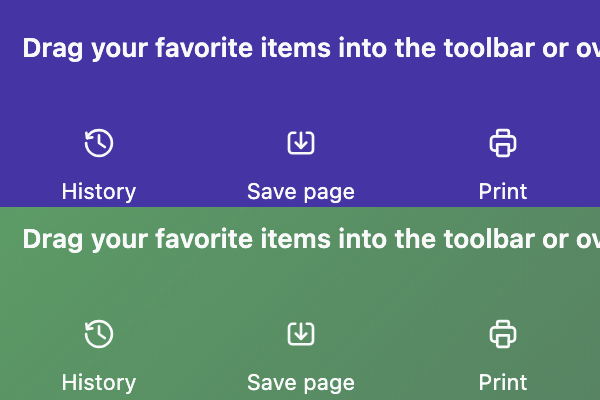 Drag your favorite items into the toolbar or ov
History Save page Print
Drag your favorite items into the toolbar or ov
History Save page Print